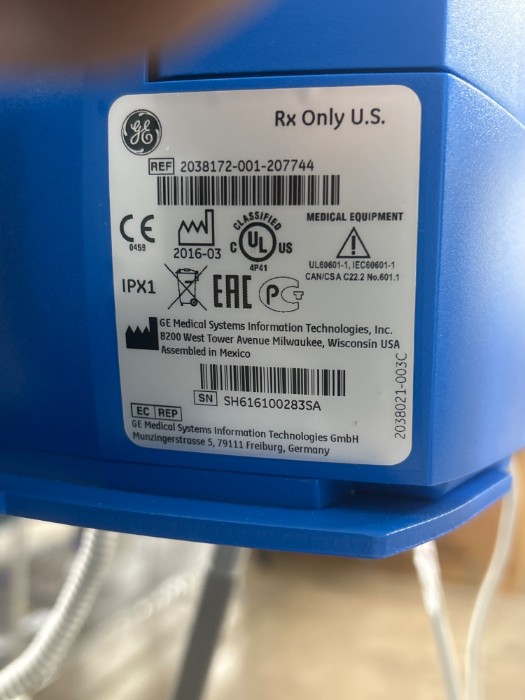 GE
Rx Only U.S.
REF 2038172-001-207744
CE
0459
2016-03
CLASSIFIED
C UL US
4P41
MEDICAL EQUIPMENT
UL60601-1, IEC60601-1
CAN/CSA C22.2 No.601.1
IPX1
EAC
PCT
GE Medical Systems Information Technologies, Inc.
8200 West Tower Avenue Milwaukee, Wisconsin USA
Assembled in Mexico
SN SH616100283SA
2038021-003C
EC REP
GE Medical Systems Information Technologies GmbH
Munzingerstrasse 5, 79111 Freiburg, Germany